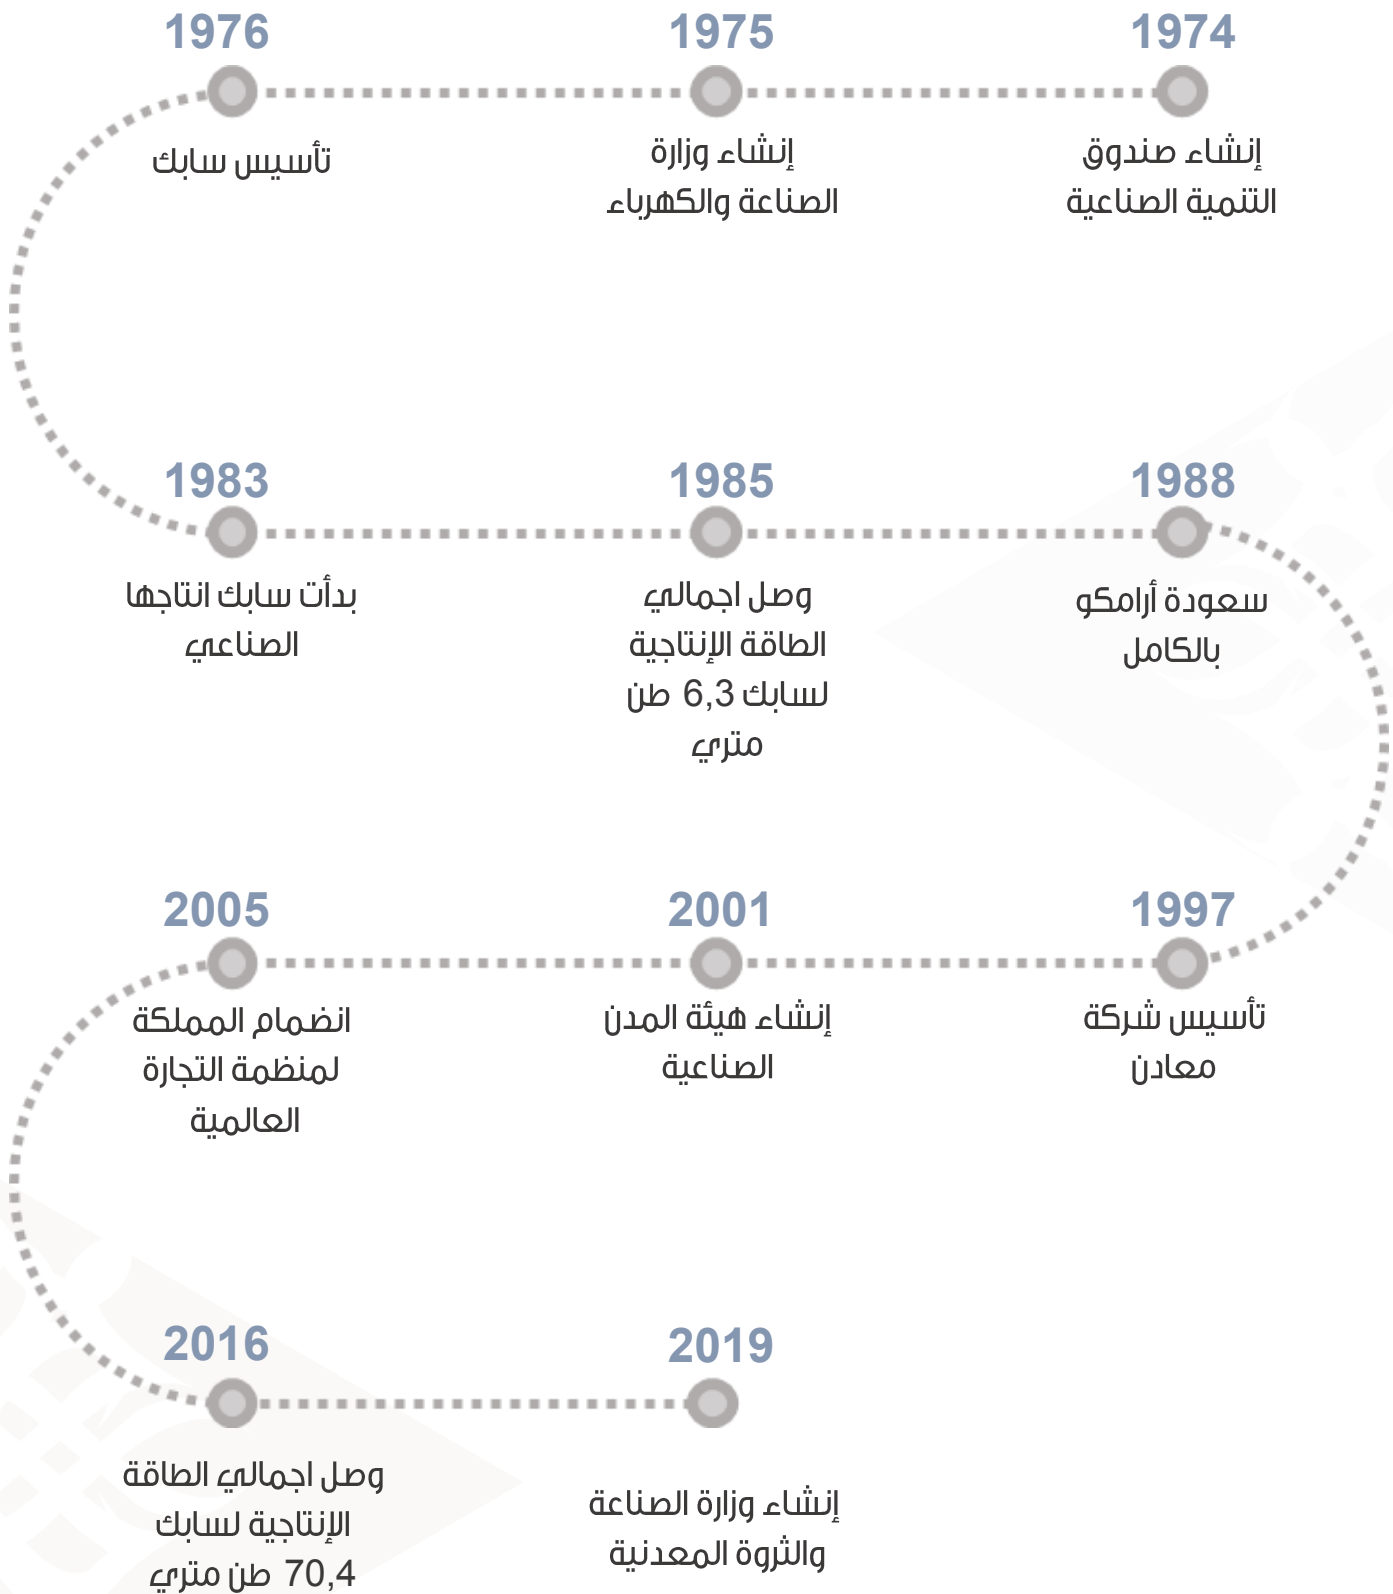 1974
إنشاء صندوق
التنمية الصناعية
1975
إنشاء وزارة
الصناعة والكهرباء
1976
تأسيس سابك
1983
بدأت سابك انتاجها
الصناعي
1985
وصل اجمالي
الطاقة الإنتاجية
لسابك 6,3 طن
متري
1988
سعودة أرامكو
بالكامل
1997
تأسيس شركة
معادن
2001
إنشاء هيئة المدن
الصناعية
2005
انضمام المملكة
لمنظمة التجارة
العالمية
2016
وصل اجمالي الطاقة
الإنتاجية لسابك
70,4 طن متري
2019
إنشاء وزارة الصناعة
والثروة المعدنية